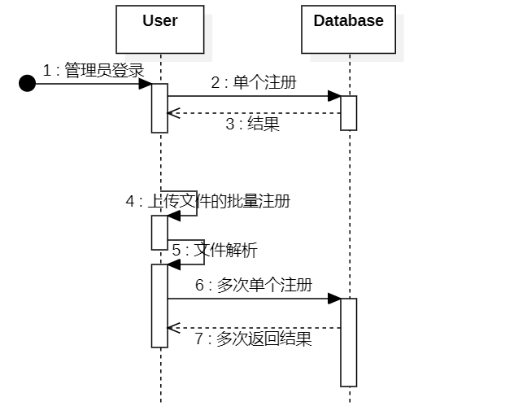 User
Database
1 : 管理员登录
2 : 单个注册
3 : 结果
4 : 上传文件的批量注册
5 : 文件解析
6 : 多次单个注册
7 : 多次返回结果